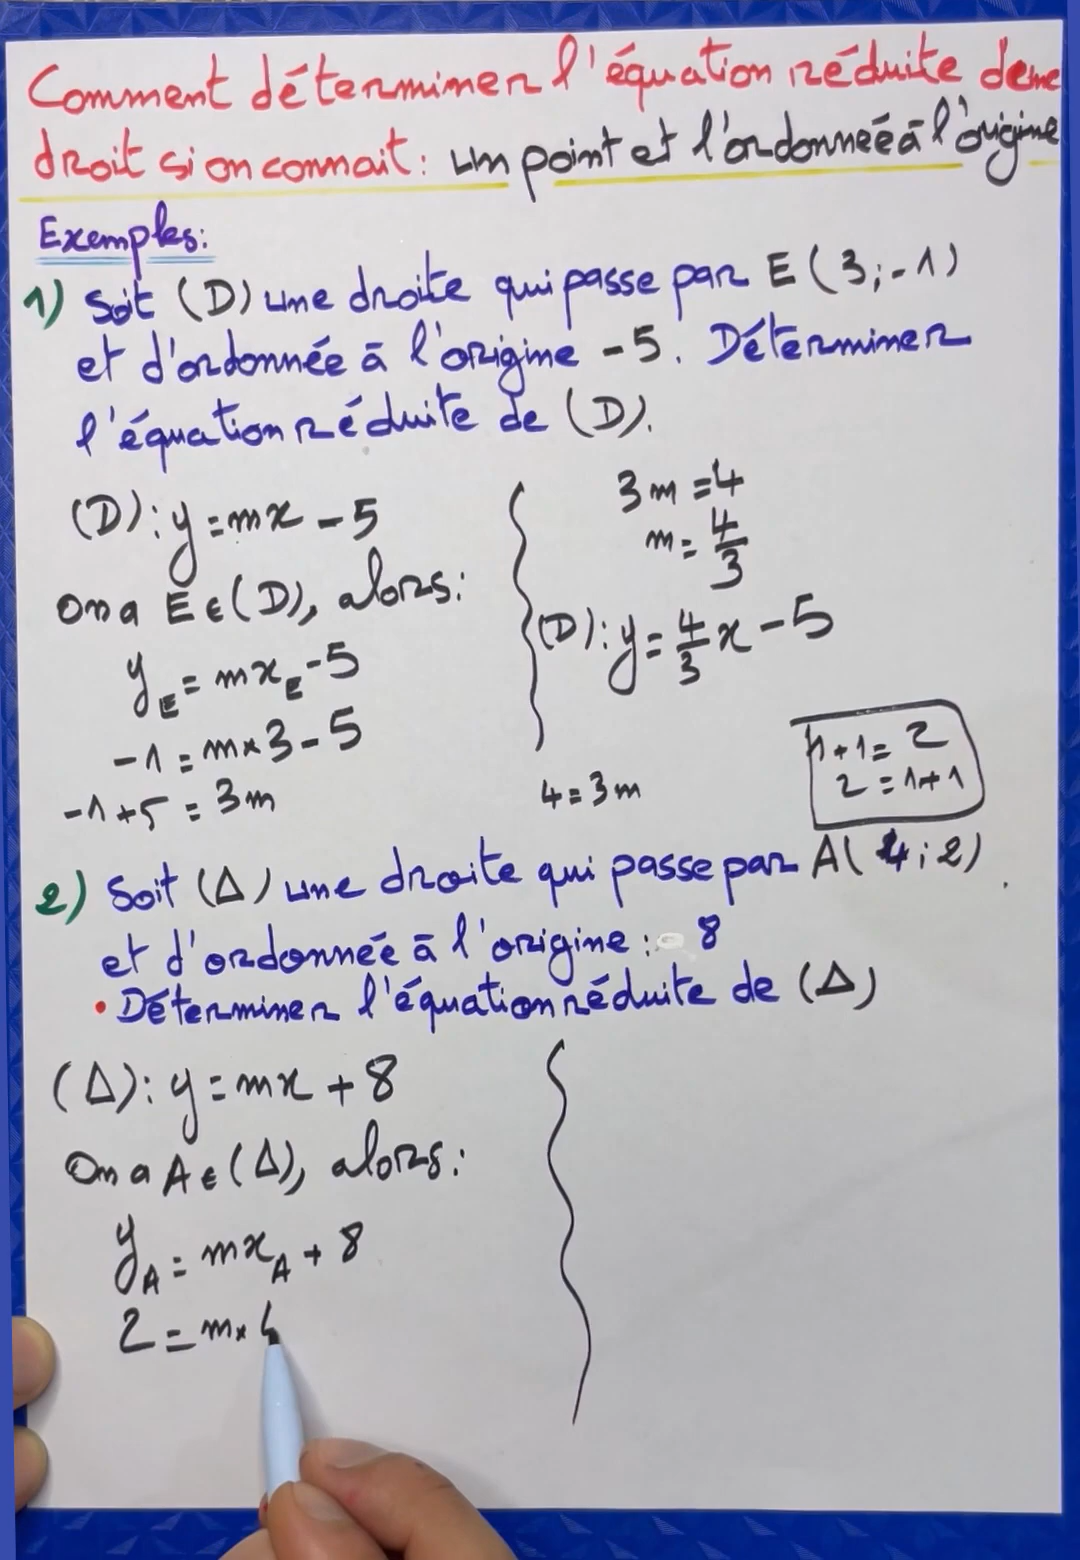 Comment déterminer l'équation réduite d'une
droit si on connait : un point et l'ordonnéé à l'origine
Exemples:
1) Soit (D) une droite qui passe par E(3;-1)
et d'ordonnée à l'origine -5. Déterminer
l'équation réduite de (D).
(D): y = mx - 5
On a E ∈ (D), alors:
y_E = mx_E - 5
-1 = m×3 - 5
-1+5 = 3m
3m = 4
m = 4/3
(D): y = 4/3 x - 5
4 = 3m
1+1 = 2
2 = 1+1
2) Soit (Δ) une droite qui passe par A(4;2)
et d'ordonnée à l'origine : 8
• Déterminer l'équation réduite de (Δ)
(Δ): y = mx + 8
On a A ∈ (Δ), alors:
y_A = mx_A + 8
2 = m×